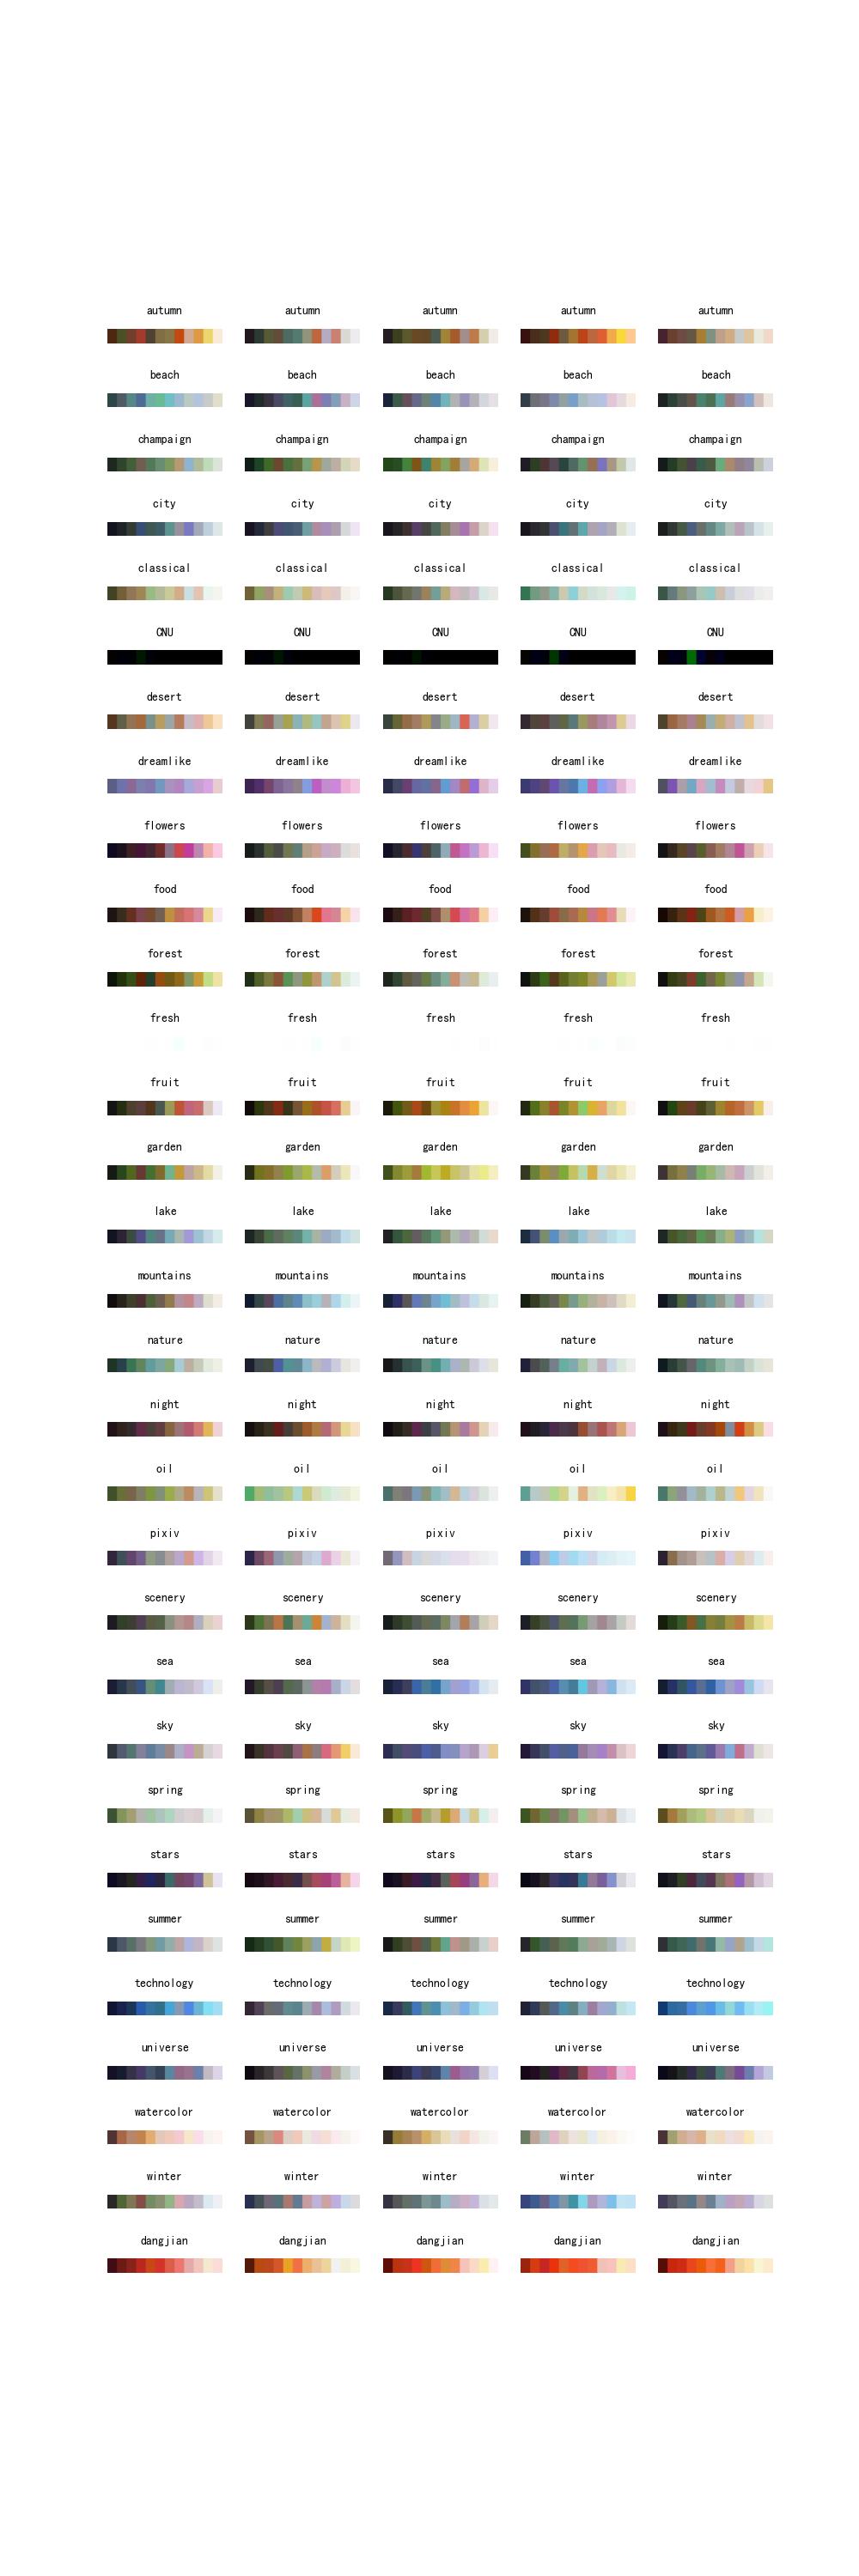 autumn autumn autumn autumn autumn
beach beach beach beach beach
champaign champaign champaign champaign champaign
city city city city city
classical classical classical classical classical
CNU CNU CNU CNU CNU
desert desert desert desert desert
dreamlike dreamlike dreamlike dreamlike dreamlike
flowers flowers flowers flowers flowers
food food food food food
forest forest forest forest forest
fresh fresh fresh fresh fresh
fruit fruit fruit fruit fruit
garden garden garden garden garden
lake lake lake lake lake
mountains mountains mountains mountains mountains
nature nature nature nature nature
night night night night night
oil oil oil oil oil
pixiv pixiv pixiv pixiv pixiv
scenery scenery scenery scenery scenery
sea sea sea sea sea
sky sky sky sky sky
spring spring spring spring spring
stars stars stars stars stars
summer summer summer summer summer
technology technology technology technology technology
universe universe universe universe universe
watercolor watercolor watercolor watercolor watercolor
winter winter winter winter winter
dangjian dangjian dangjian dangjian dangjian